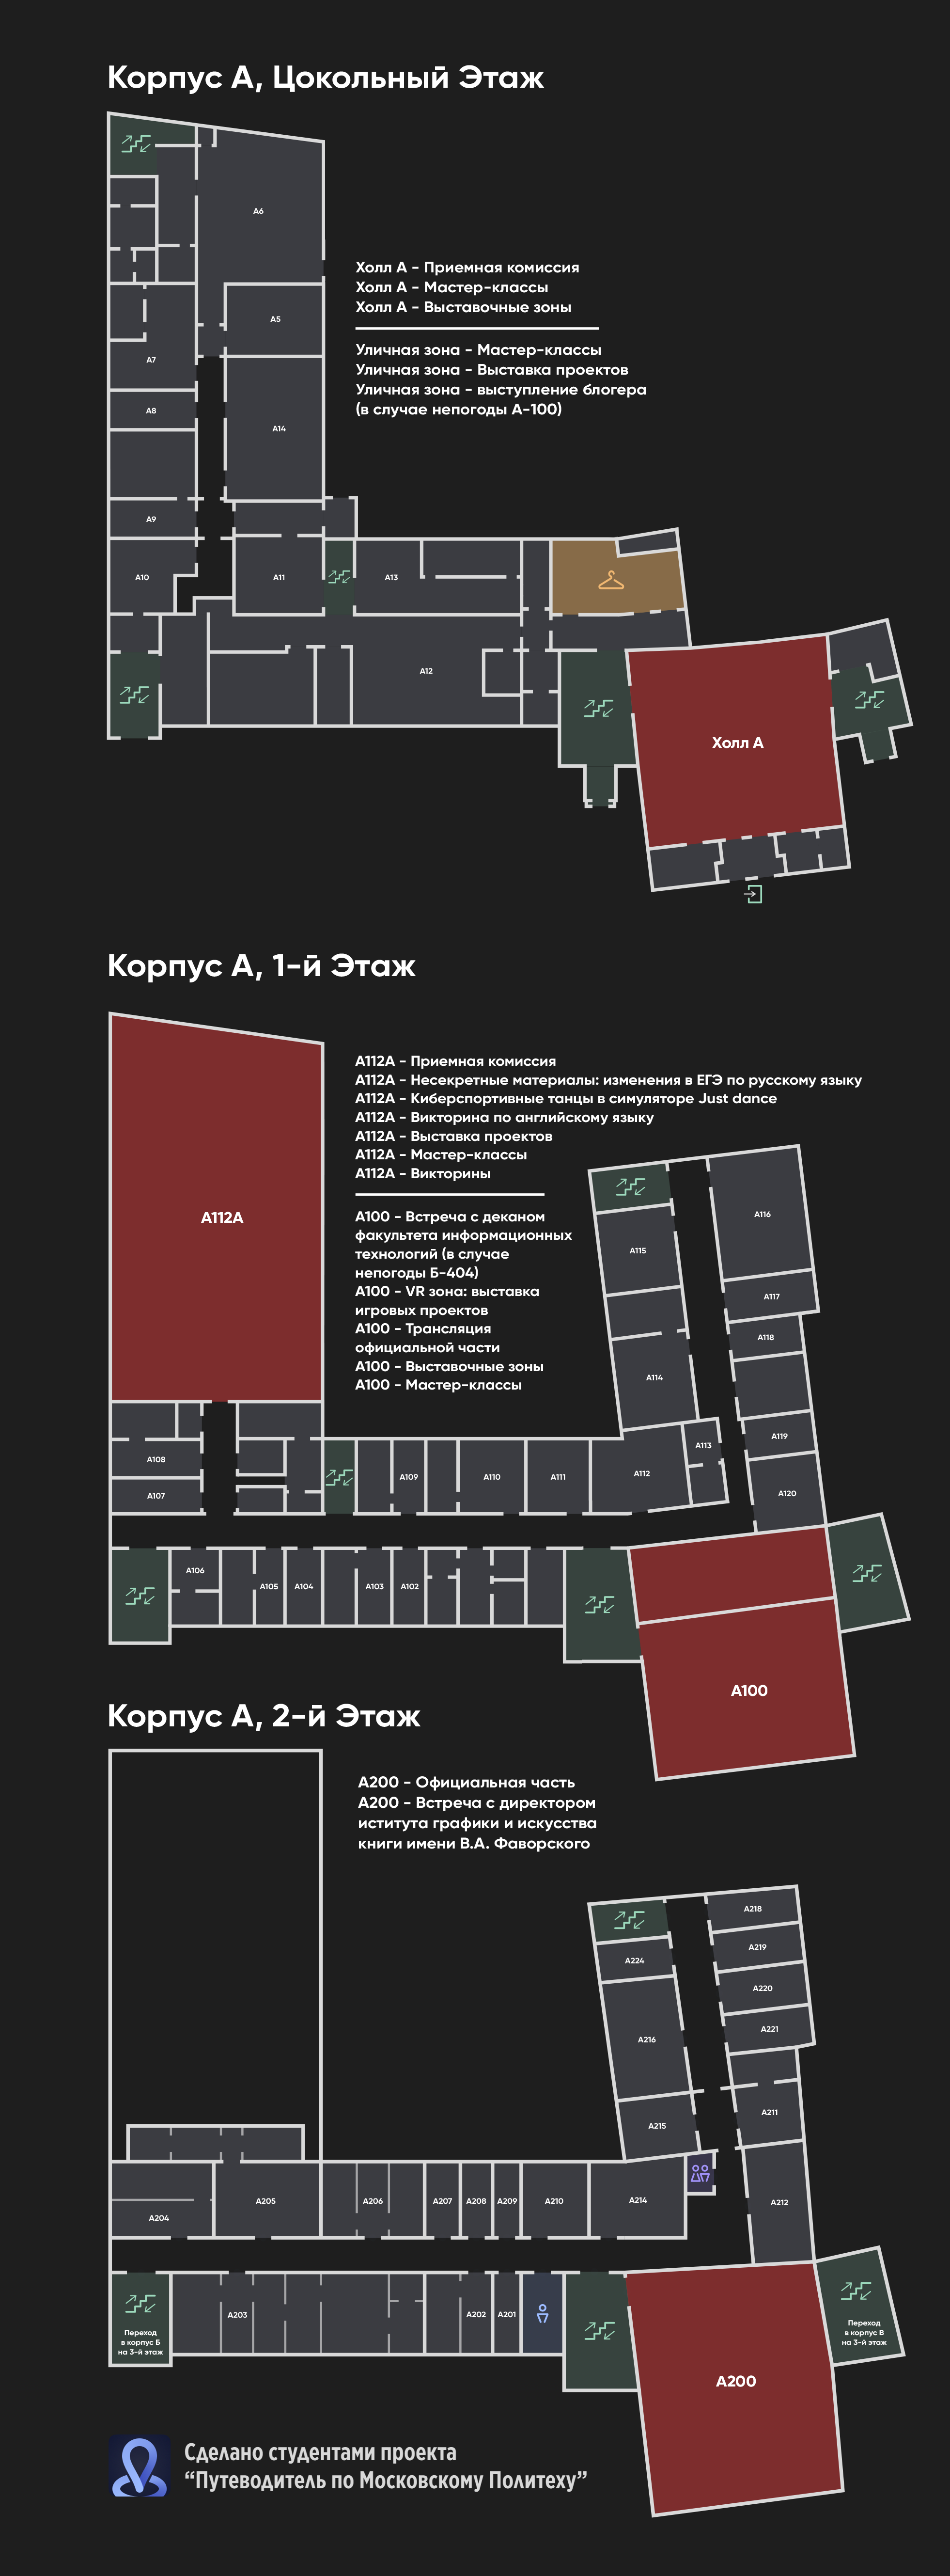 Корпус А, Цокольный Этаж
А6
Холл А - Приемная комиссия
Холл А - Мастер-классы
Холл А - Выставочные зоны
А5
Уличная зона - Мастер-классы
Уличная зона - Выставка проектов
Уличная зона - выступление блогера
(в случае непогоды А-100)
А7
А8
А14
А9
А10
А11
А13
А12
Холл А
Корпус А, 1-й Этаж
А112А - Приемная комиссия
А112А - Несекретные материалы: изменения в ЕГЭ по русскому языку
А112А - Киберспортивные танцы в симуляторе Just dance
А112А - Викторина по английскому языку
А112А - Выставка проектов
А112А - Мастер-классы
А112А - Викторины
А112А
А100 - Встреча с деканом
факультета информационных
технологий (в случае
непогоды Б-404)
А100 - VR зона: выставка
игровых проектов
А100 - Трансляция
официальной части
А100 - Выставочные зоны
А100 - Мастер-классы
А116
А115
А117
А118
А114
А119
А113
А108
А109
А110
А111
А112
А107
А120
А106
А105
А104
А103
А102
А100
Корпус А, 2-й Этаж
А200 - Официальная часть
А200 - Встреча с директором
иститута графики и искусства
книги имени В.А. Фаворского
А218
А219
А224
А220
А221
А216
А211
А215
А204
А205
А206
А207
А208
А209
А210
А214
А212
Переход
в корпус Б
на 3-й этаж
А203
А202
А201
Переход
в корпус В
на 3-й этаж
А200
Сделано студентами проекта
“Путеводитель по Московскому Политеху”